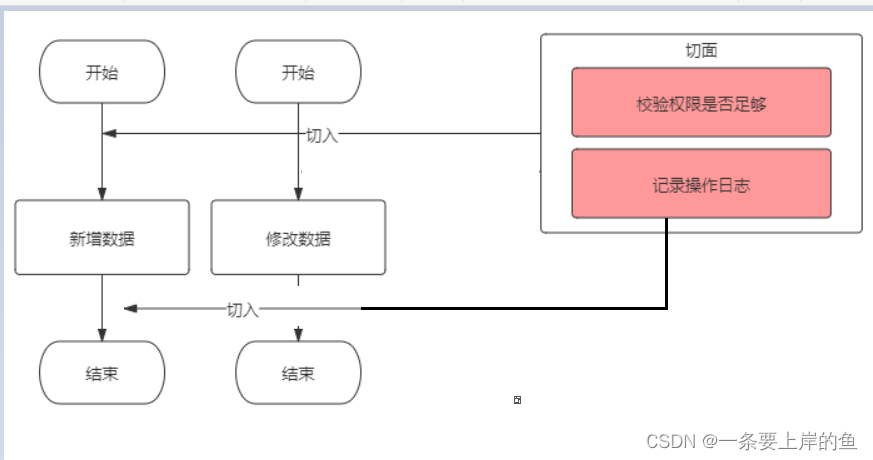 切面
开始
开始
校验权限是否足够
切入
记录操作日志
新增数据
修改数据
切入
结束
结束
CSDN @一条要上岸的鱼